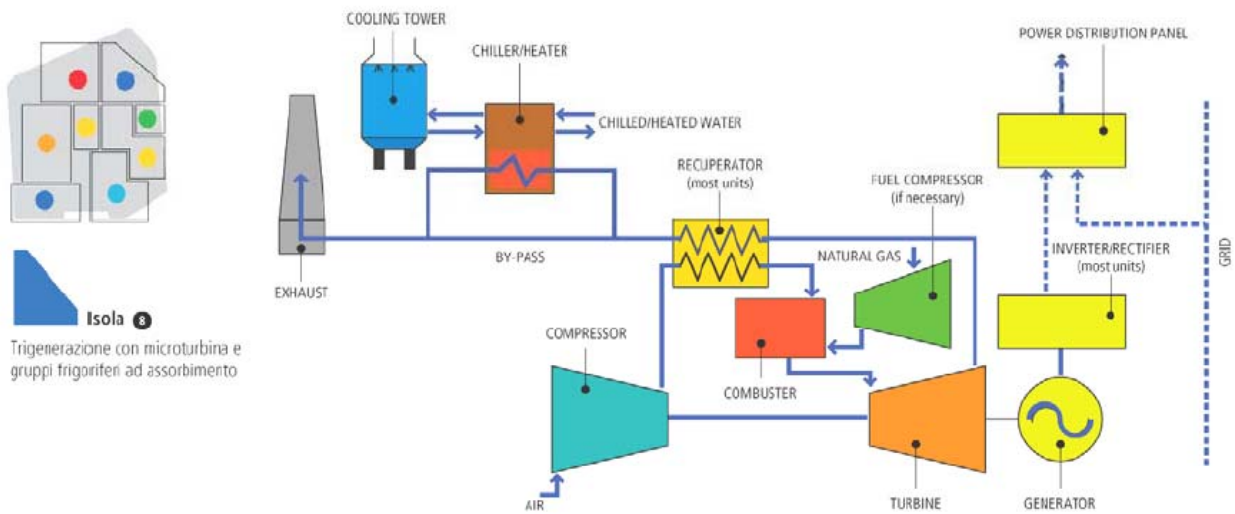 COOLING TOWER
CHILLER/HEATER
POWER DISTRIBUTION PANEL
CHILLED/HEATED WATER
RECUPERATOR
(most units)
FUEL COMPRESSOR
(if necessary)
BY-PASS
NATURAL GAS
INVERTER/RECTIFIER
(most units)
GRID
EXHAUST
Isola 8
Trigenerazione con microturbina e
gruppi frigoriferi ad assorbimento
COMPRESSOR
COMBUSTER
AIR
TURBINE
GENERATOR